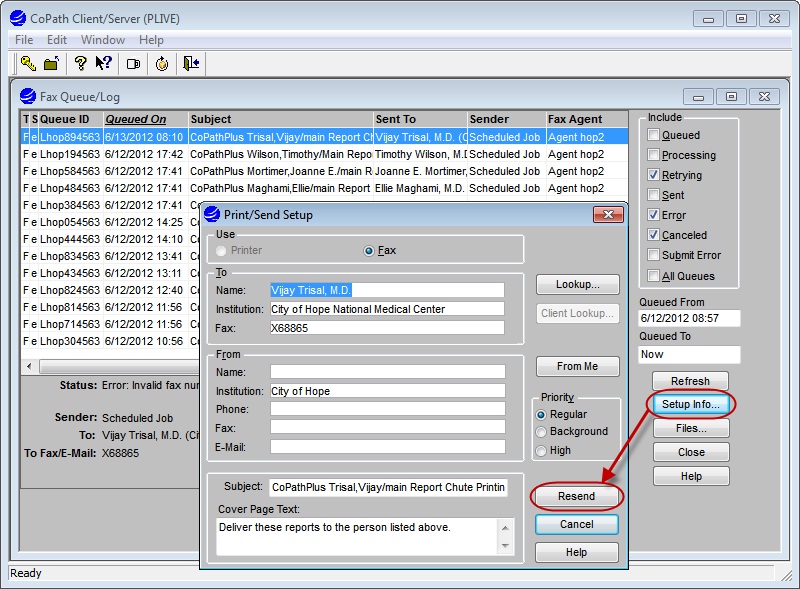 CoPath Client/Server (PLIVE)
File Edit Window Help
Fax Queue/Log
T S Queue ID Queued On Subject Sent To Sender Fax Agent
F e Lhop894563 6/13/2012 08:10 CoPathPlus Trisal,Vijay/main Report Ch Vijay Trisal, M.D. (C Scheduled Job Agent hop2
F e Lhop194563 6/12/2012 17:42 CoPathPlus Wilson,Timothy/Main Repor Timothy Wilson, M.D Scheduled Job Agent hop2
F e Lhop584563 6/12/2012 17:41 CoPathPlus Mortimer,Joanne E./main R Joanne E. Mortimer, Scheduled Job Agent hop2
F e Lhop484563 6/12/2012 17:41 CoPathPlus Maghami,Ellie/main Report Ellie Maghami, M.D. Scheduled Job Agent hop2
F e Lhop384563 6/12/2012 17:41
F e Lhop054563 6/12/2012 14:25
F e Lhop444563 6/12/2012 14:10
F e Lhop834563 6/12/2012 13:41
F e Lhop434563 6/12/2012 13:11
F e Lhop824563 6/12/2012 12:40
F e Lhop814563 6/12/2012 11:56
F e Lhop714563 6/12/2012 11:56
F e Lhop304563 6/12/2012 10:56
Status: Error: Invalid fax nur
Sender: Scheduled Job
To: Vijay Trisal, M.D. (Cit
To Fax/E-Mail: X68865
Include
Queued
Processing
Retrying
Sent
Error
Canceled
Submit Error
All Queues
Queued From
6/12/2012 08:57
Queued To
Now
Refresh
Setup Info...
Files...
Close
Help
Print/Send Setup
Use
Printer Fax
To
Name: Vijay Trisal, M.D.
Institution: City of Hope National Medical Center
Fax: X68865
Lookup...
Client Lookup...
From
Name:
Institution: City of Hope
Phone:
Fax:
E-Mail:
From Me
Priority
Regular
Background
High
Subject: CoPathPlus Trisal,Vijay/main Report Chute Printin
Cover Page Text:
Deliver these reports to the person listed above.
Resend
Cancel
Help
Ready